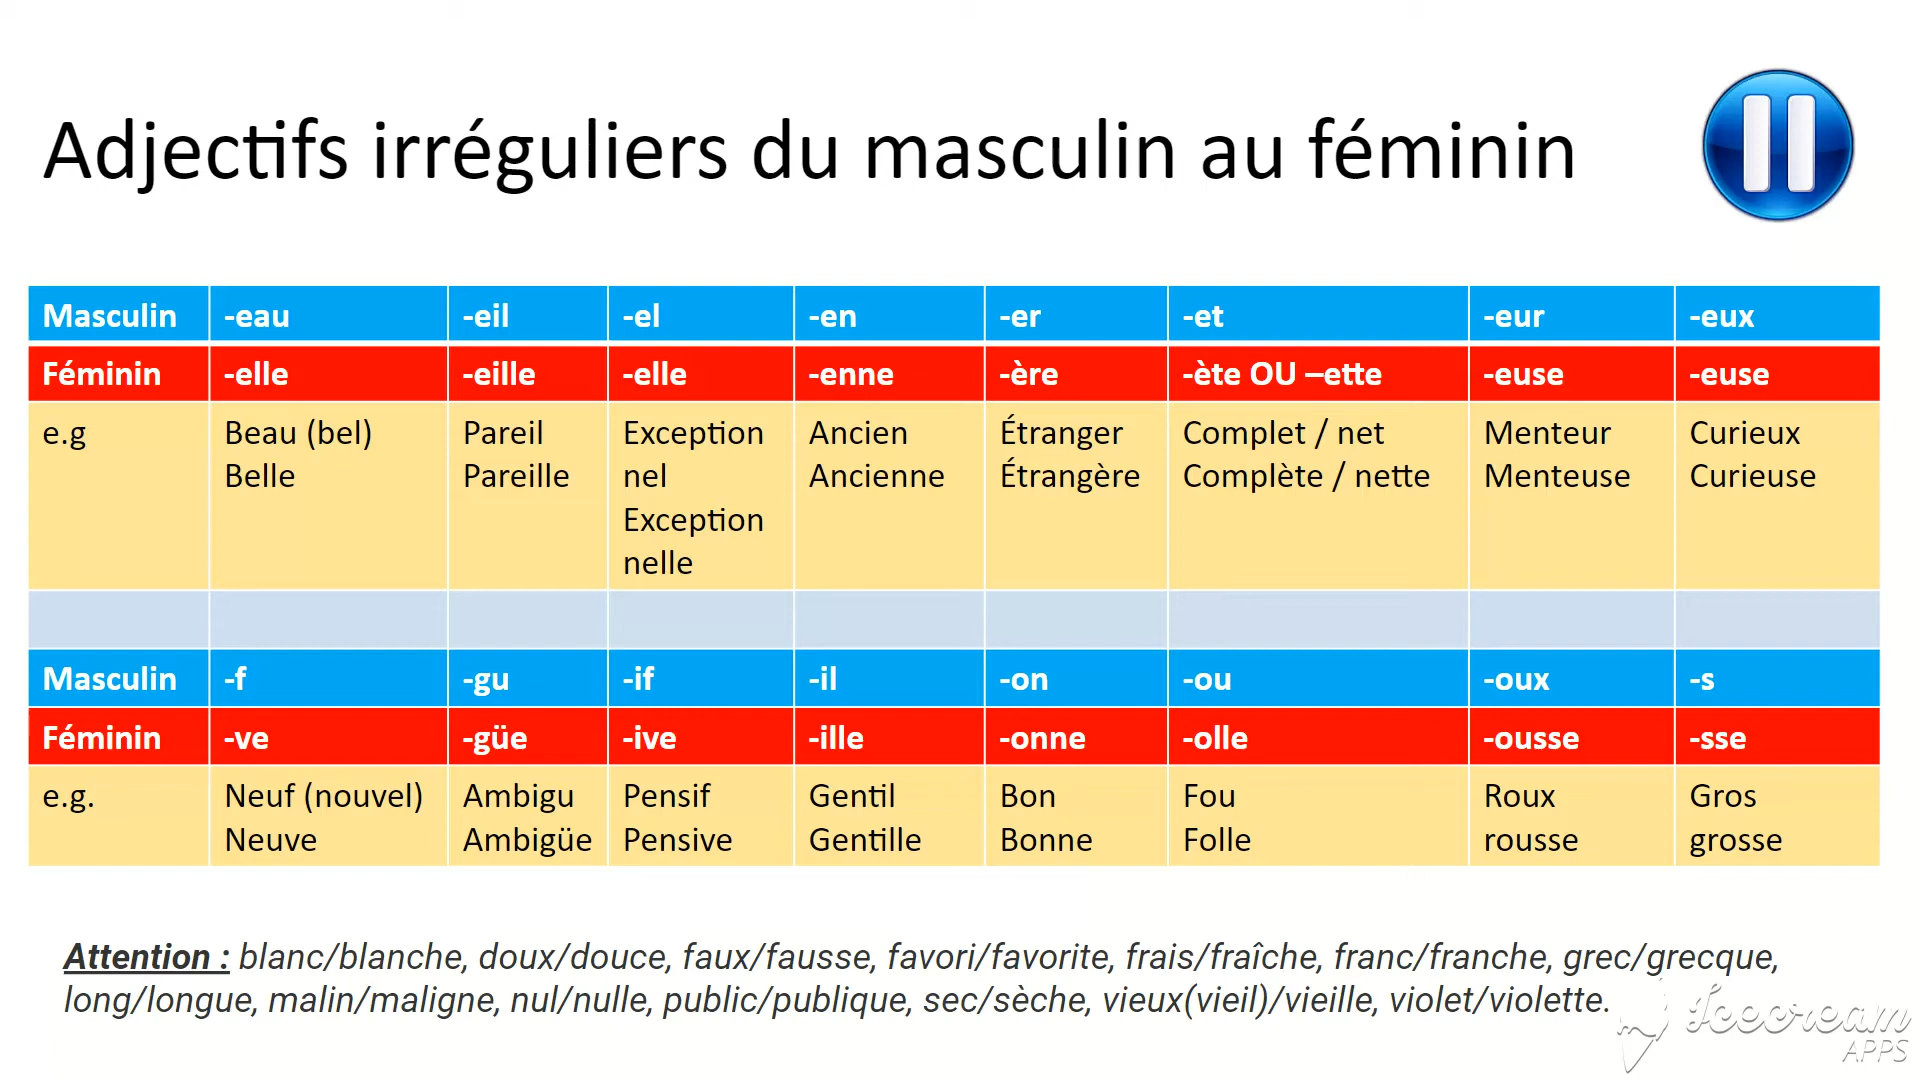 Adjectifs irréguliers du masculin au féminin
Masculin -eau -eil -el -en -er -et -eur -eux
Féminin -elle -eille -elle -enne -ère -ète OU –ette -euse -euse
e.g Beau (bel) Pareil Exception Ancien Étranger Complet / net Menteur Curieux
Belle Pareille nel Ancienne Étrangère Complète / nette Menteuse Curieuse
Exception
nelle
Masculin -f -gu -if -il -on -ou -oux -s
Féminin -ve -güe -ive -ille -onne -olle -ousse -sse
e.g. Neuf (nouvel) Ambigu Pensif Gentil Bon Fou Roux Gros
Neuve Ambigüe Pensive Gentille Bonne Folle rousse grosse
Attention : blanc/blanche, doux/douce, faux/fausse, favori/favorite, frais/fraîche, franc/franche, grec/grecque,
long/longue, malin/maligne, nul/nulle, public/publique, sec/sèche, vieux(vieil)/vieille, violet/violette.
Icecream
APPS